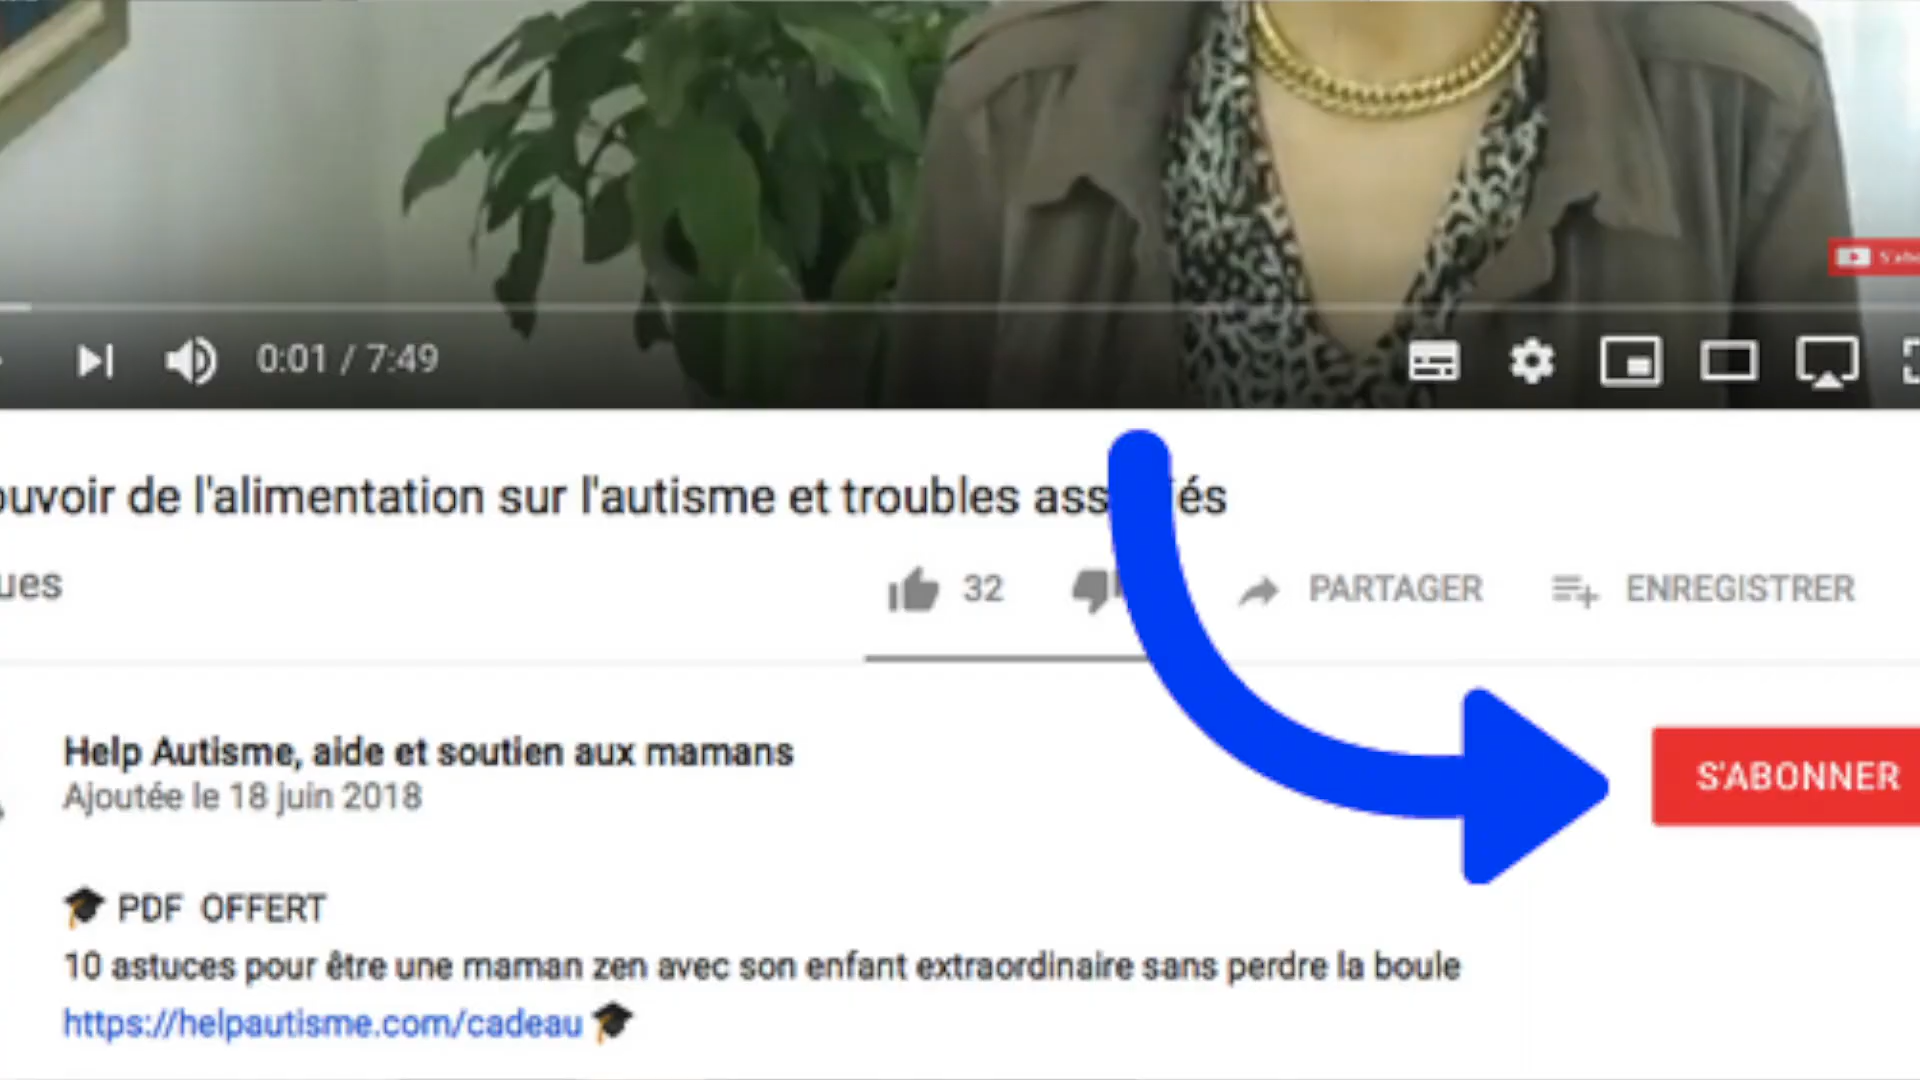 0:01 / 7:49
ouvoir de l'alimentation sur l'autisme et troubles ass iés
ues
32
PARTAGER
ENREGISTRER
Help Autisme, aide et soutien aux mamans
Ajoutée le 18 juin 2018
S'ABONNER
PDF OFFERT
10 astuces pour être une maman zen avec son enfant extraordinaire sans perdre la boule
https://helpautisme.com/cadeau